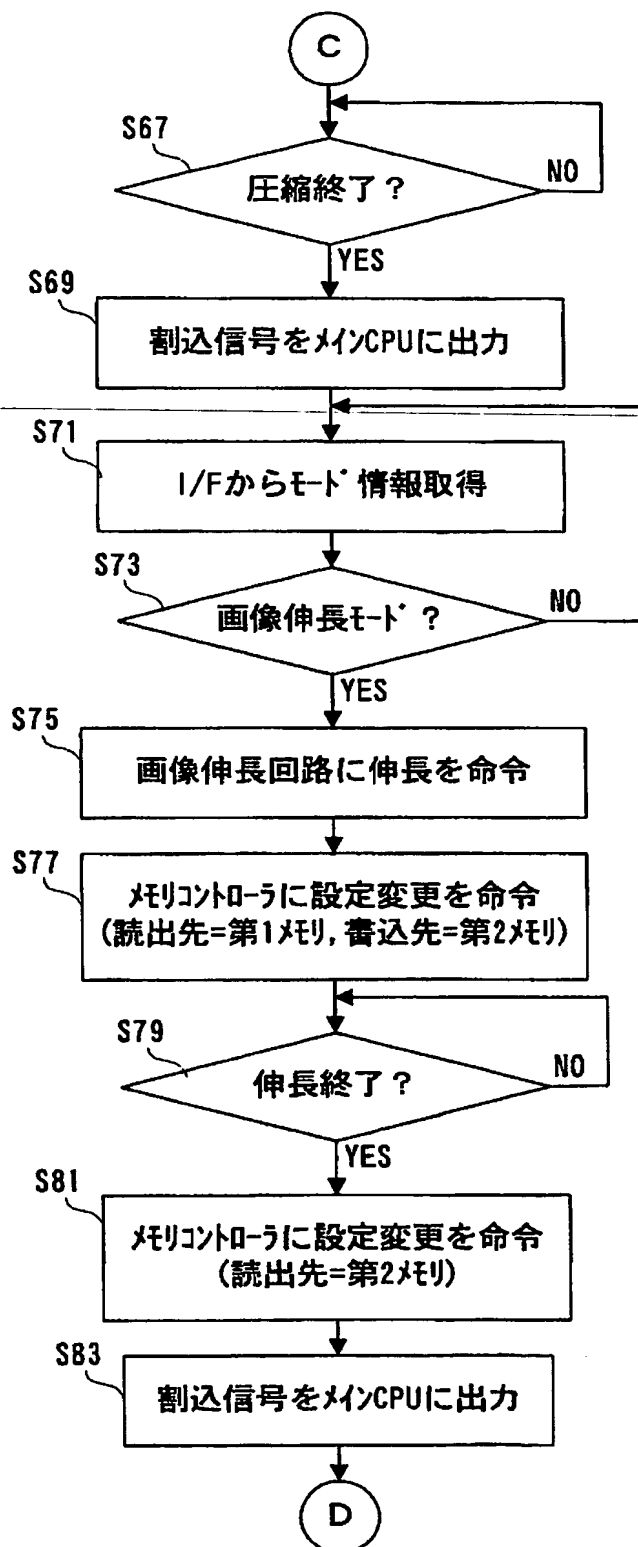 C
S67
圧縮終了？
NO
YES
S69
割込信号をメインCPUに出力
S71
I/Fからモード情報取得
S73
画像伸長モード？
NO
YES
S75
画像伸長回路に伸長を命令
S77
メモリコントローラに設定変更を命令
(読出先=第1メモリ,書込先=第2メモリ)
S79
伸長終了？
NO
YES
S81
メモリコントローラに設定変更を命令
(読出先=第2メモリ)
S83
割込信号をメインCPUに出力
D